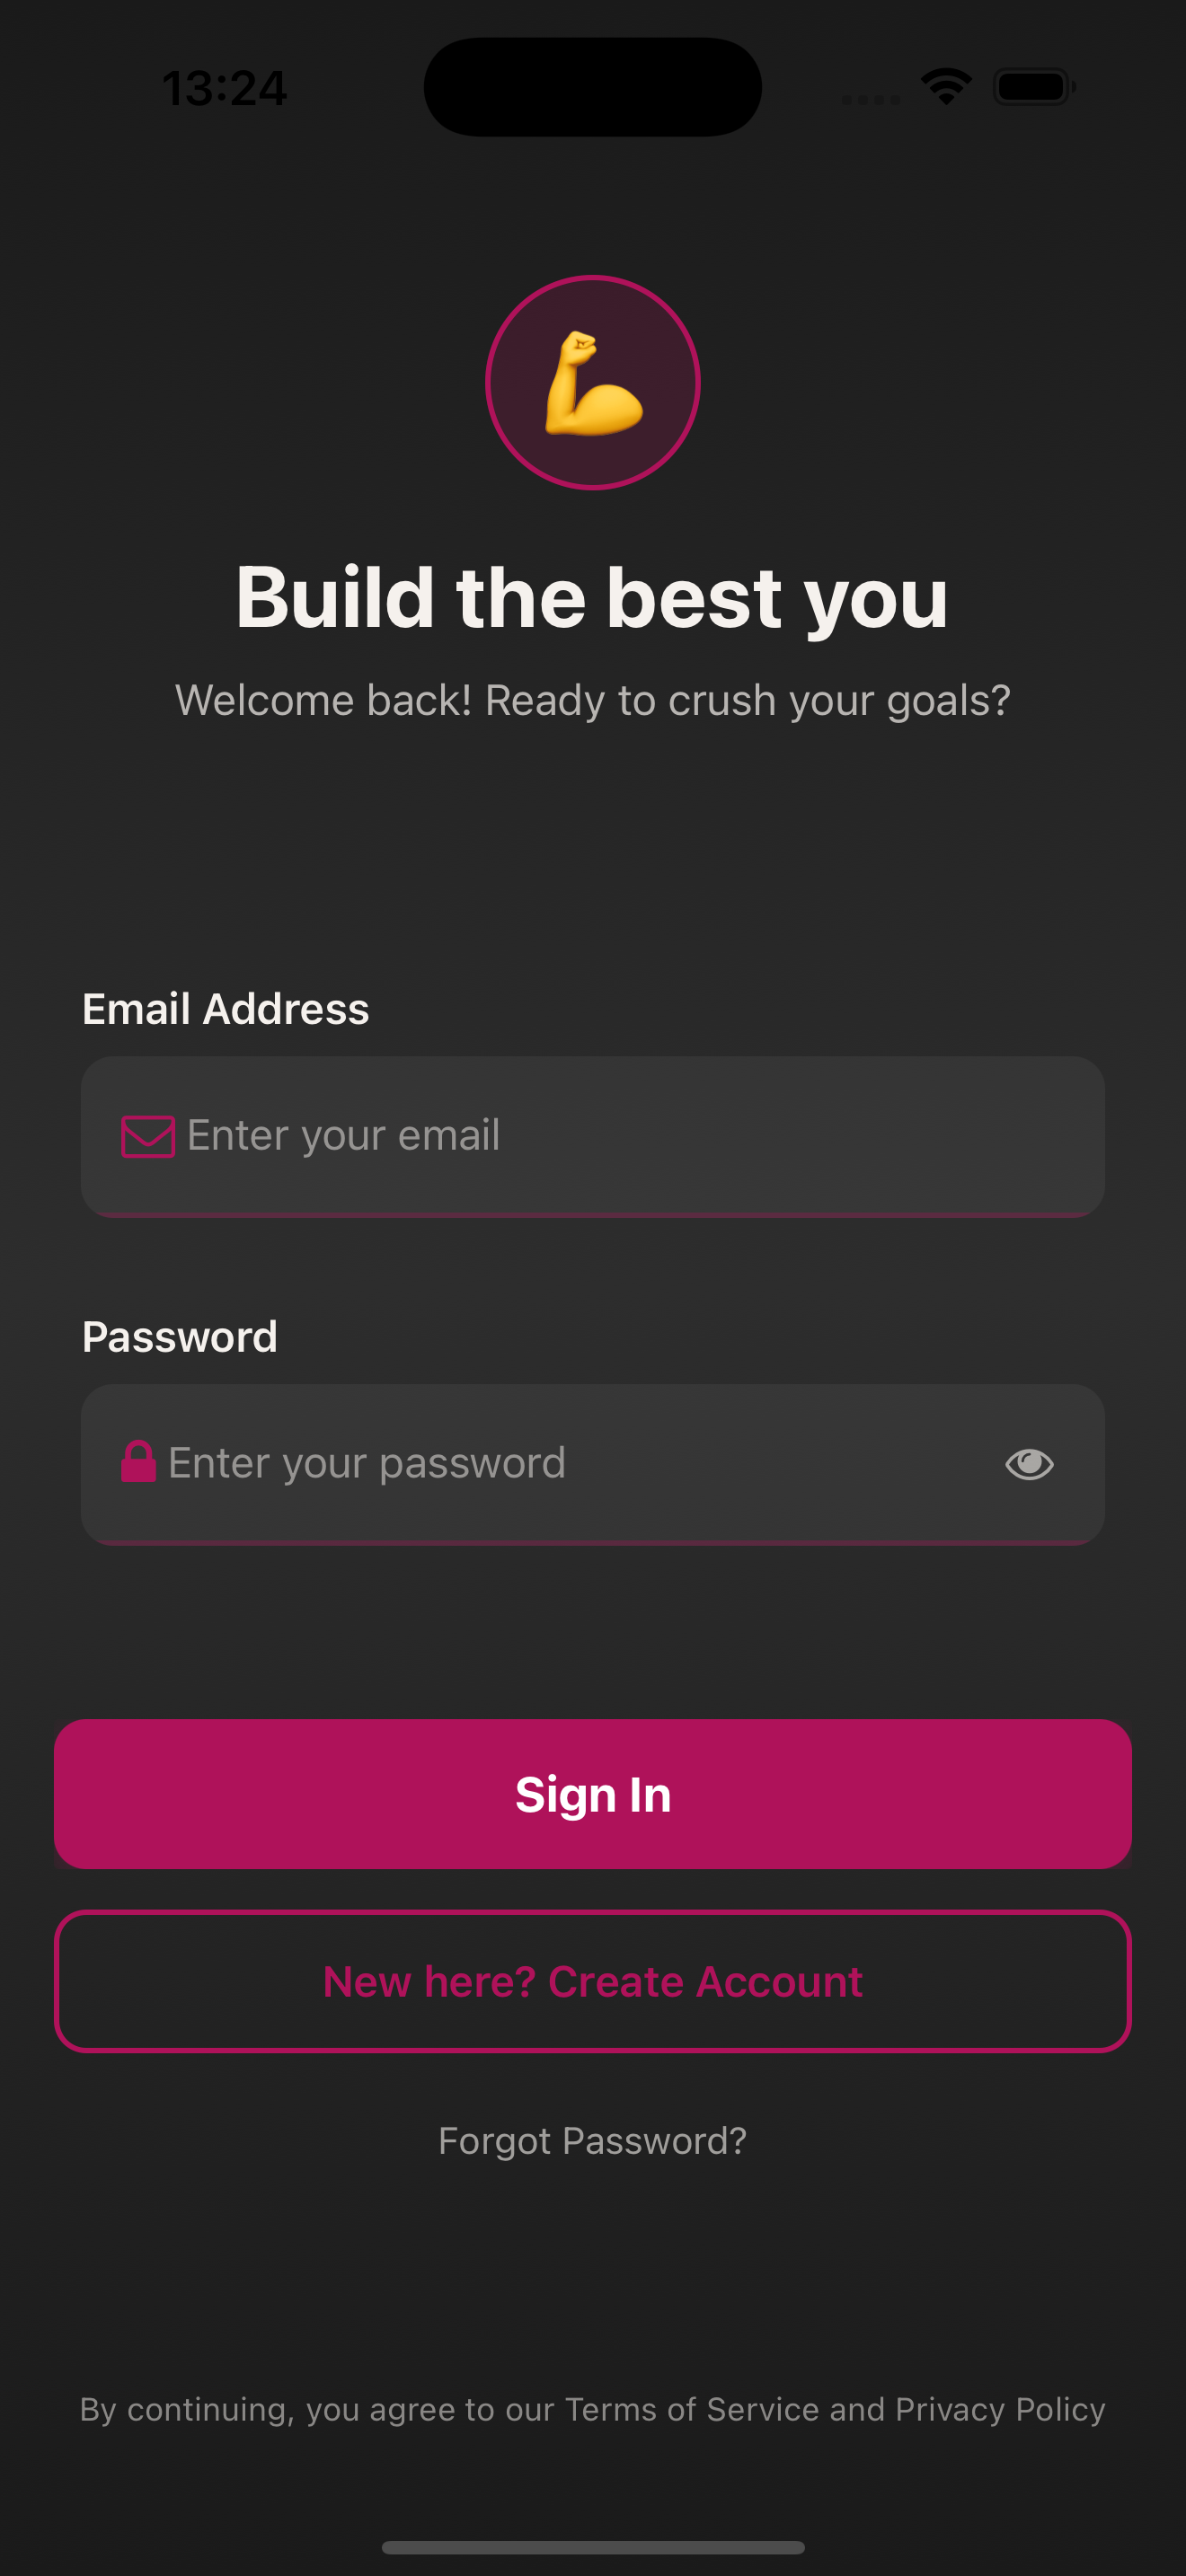 13:24
Build the best you
Welcome back! Ready to crush your goals?
Email Address
Enter your email
Password
Enter your password
Sign In
New here? Create Account
Forgot Password?
By continuing, you agree to our Terms of Service and Privacy Policy